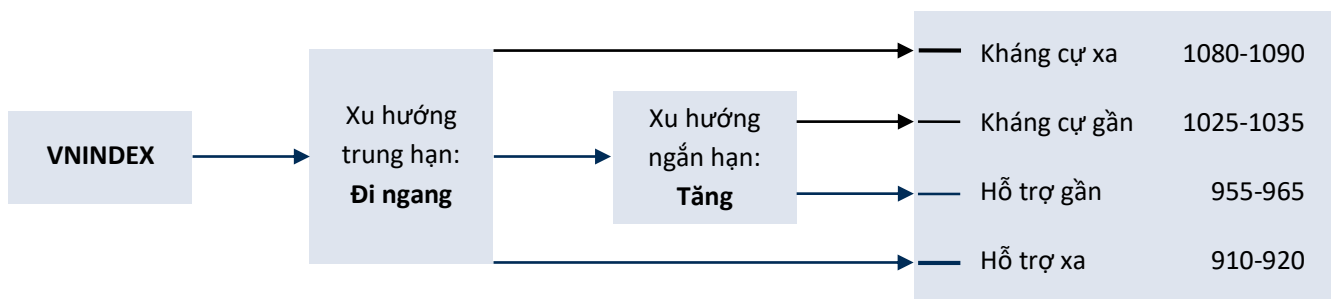 VNINDEX
Xu hướng
trung hạn:
Đi ngang
Xu hướng
ngắn hạn:
Tăng
Kháng cự xa 1080-1090
Kháng cự gần 1025-1035
Hỗ trợ gần 955-965
Hỗ trợ xa 910-920